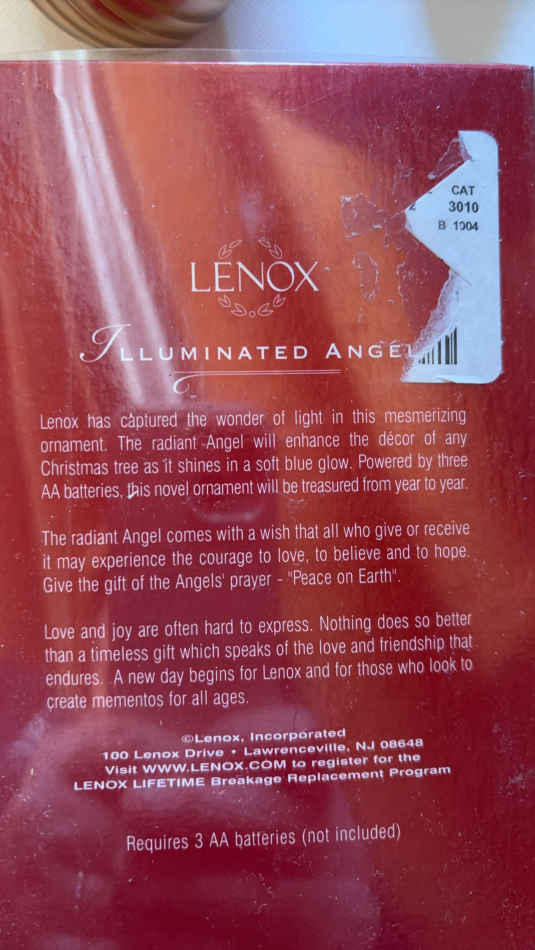 CAT
3010
B 1004
LENOX
ILLUMINATED ANGEL
Lenox has captured the wonder of light in this mesmerizing
ornament. The radiant Angel will enhance the décor of any
Christmas tree as it shines in a soft blue glow. Powered by three
AA batteries, this novel ornament will be treasured from year to year.
The radiant Angel comes with a wish that all who give or receive
it may experience the courage to love, to believe and to hope.
Give the gift of the Angels' prayer - "Peace on Earth".
Love and joy are often hard to express. Nothing does so better
than a timeless gift which speaks of the love and friendship that
endures. A new day begins for Lenox and for those who look to
create mementos for all ages.
©Lenox, Incorporated
100 Lenox Drive • Lawrenceville, NJ 08648
Visit WWW.LENOX.COM to register for the
LENOX LIFETIME Breakage Replacement Program
Requires 3 AA batteries (not included)